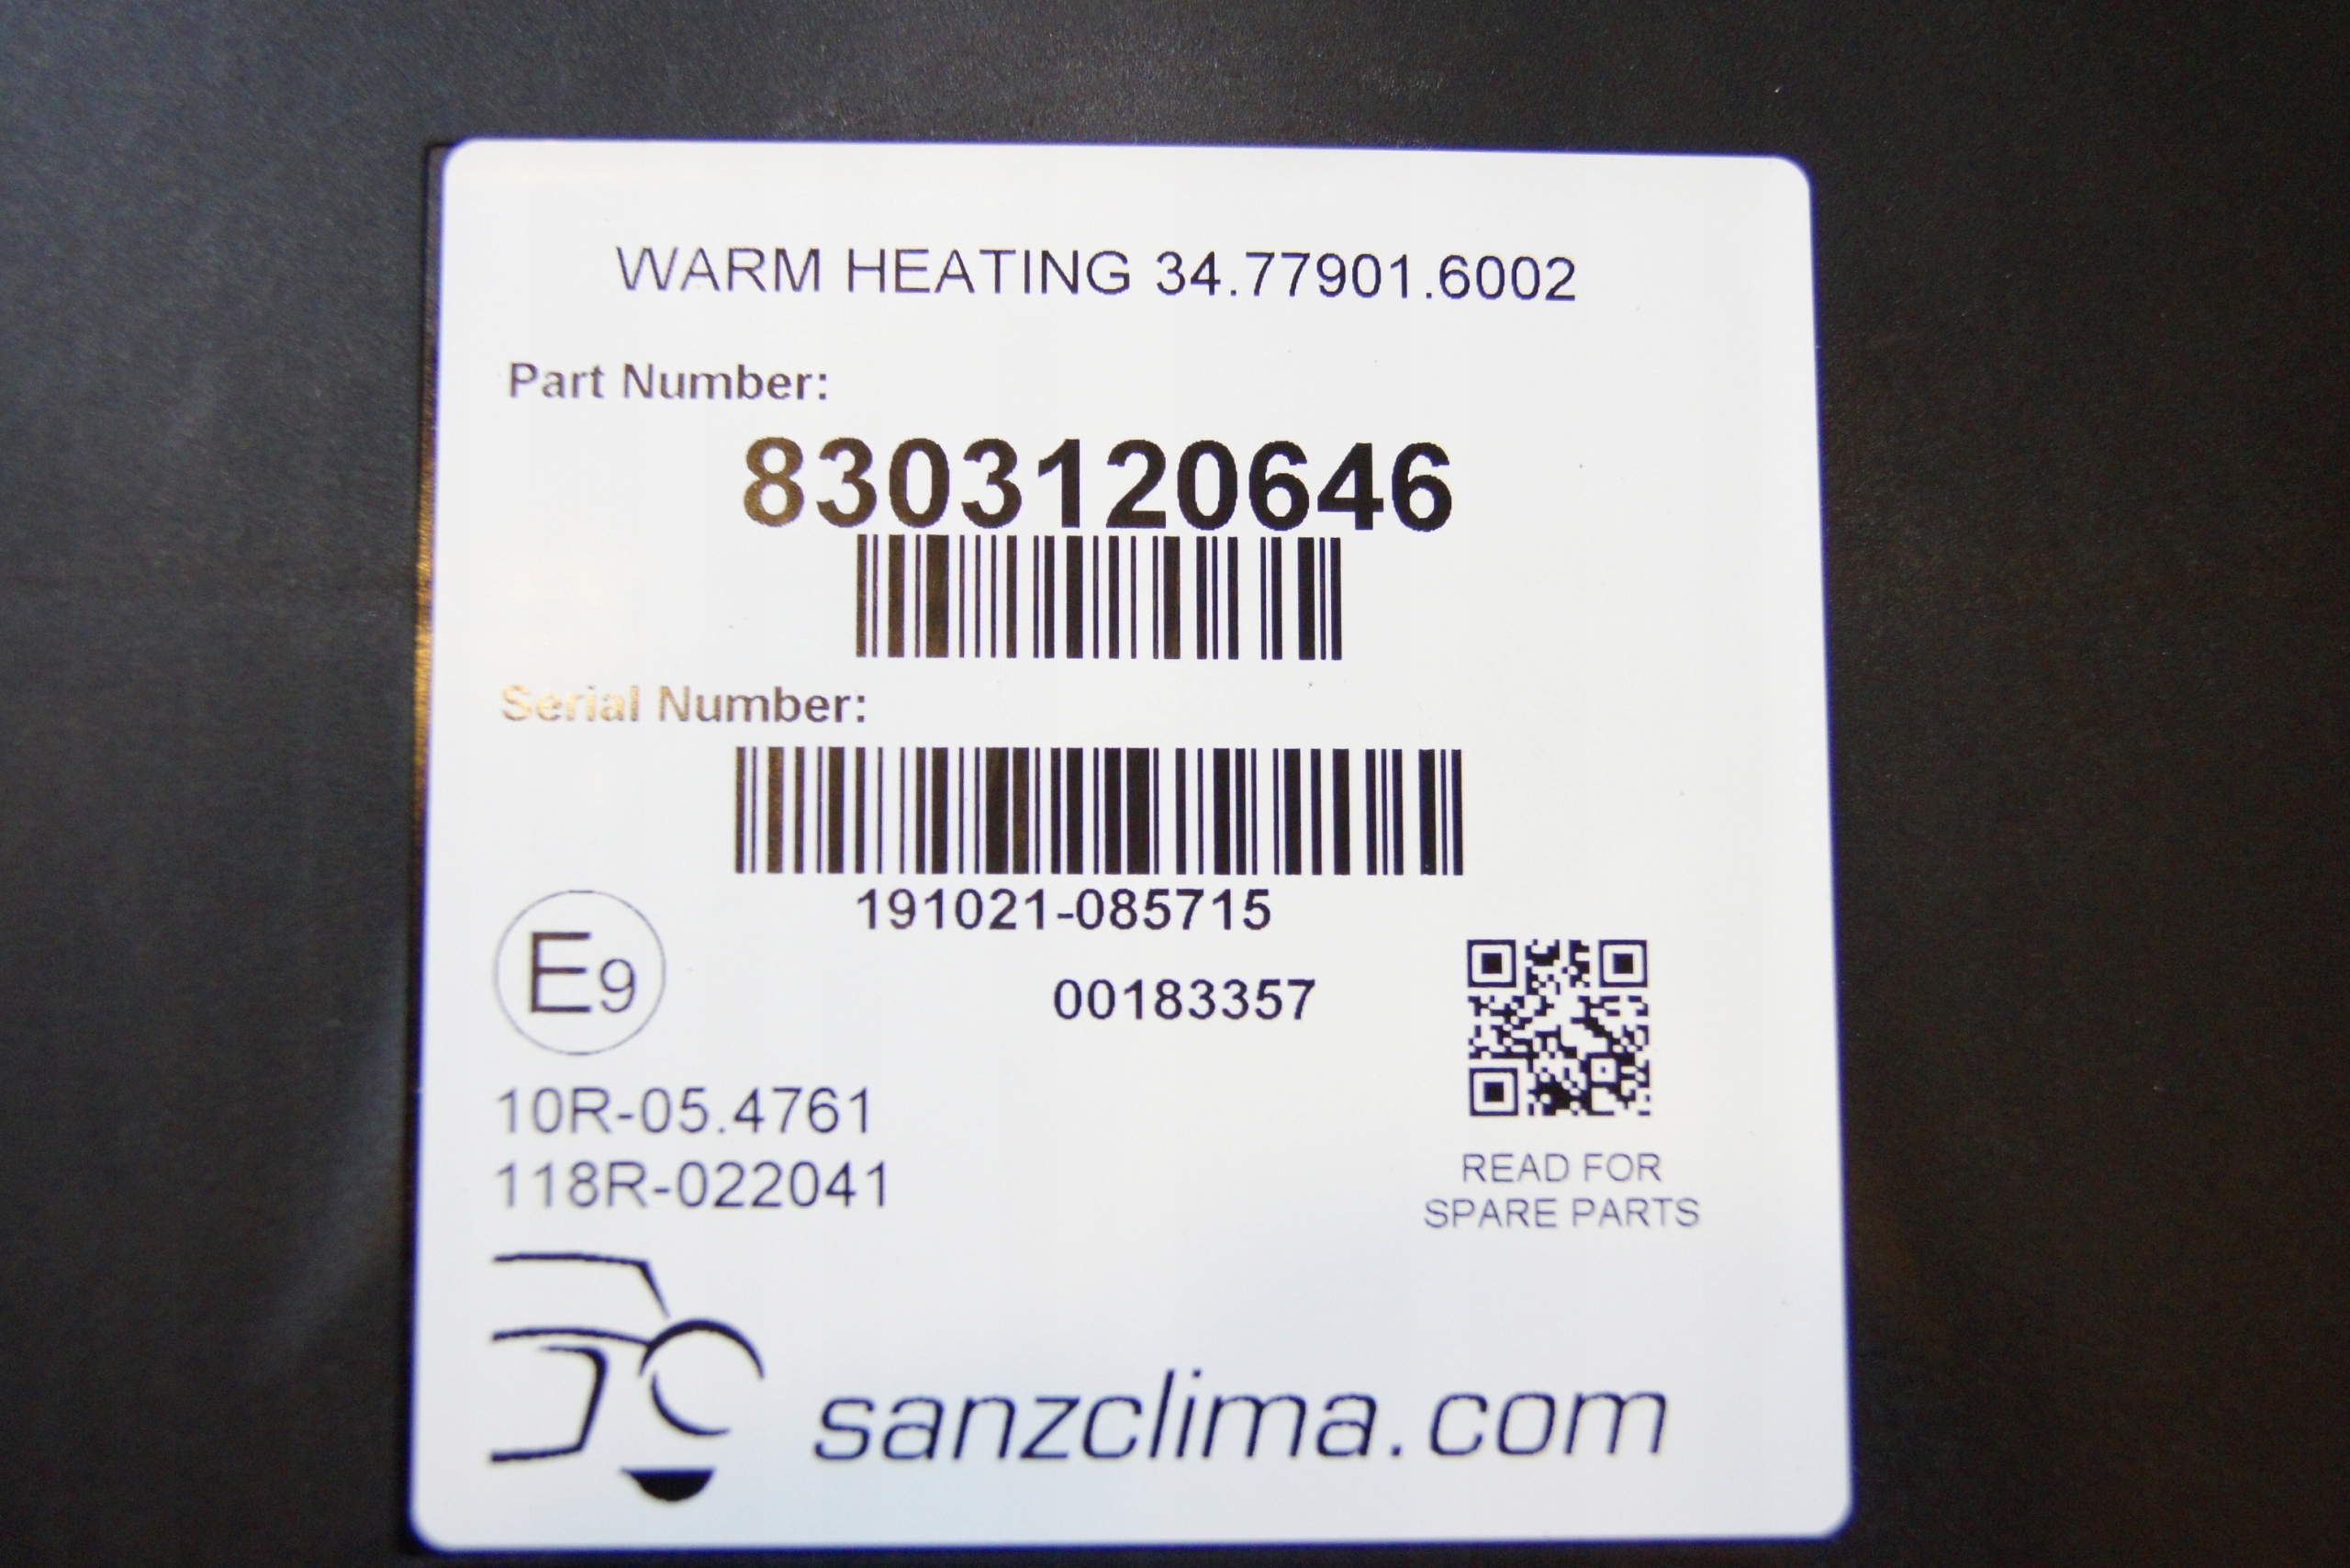 WARM HEATING 34.77901.6002
Part Number:
8303120646
Serial Number:
191021-085715
E9
00183357
10R-05.4761
118R-022041
READ FOR
SPARE PARTS
sanzclima.com